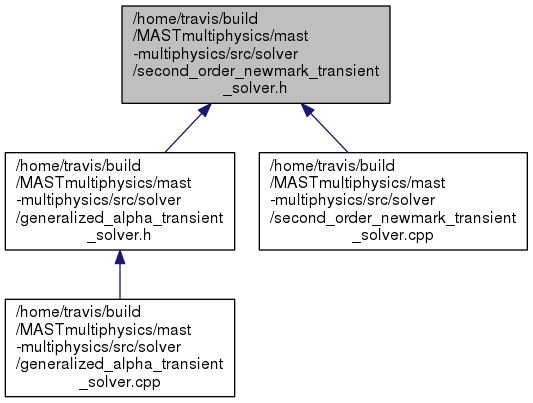 /home/travis/build
/MASTmultiphysics/mast
-multiphysics/src/solver
/second_order_newmark_transient
_solver.h
/home/travis/build
/MASTmultiphysics/mast
-multiphysics/src/solver
/generalized_alpha_transient
_solver.h
/home/travis/build
/MASTmultiphysics/mast
-multiphysics/src/solver
/second_order_newmark_transient
_solver.cpp
/home/travis/build
/MASTmultiphysics/mast
-multiphysics/src/solver
/generalized_alpha_transient
_solver.cpp